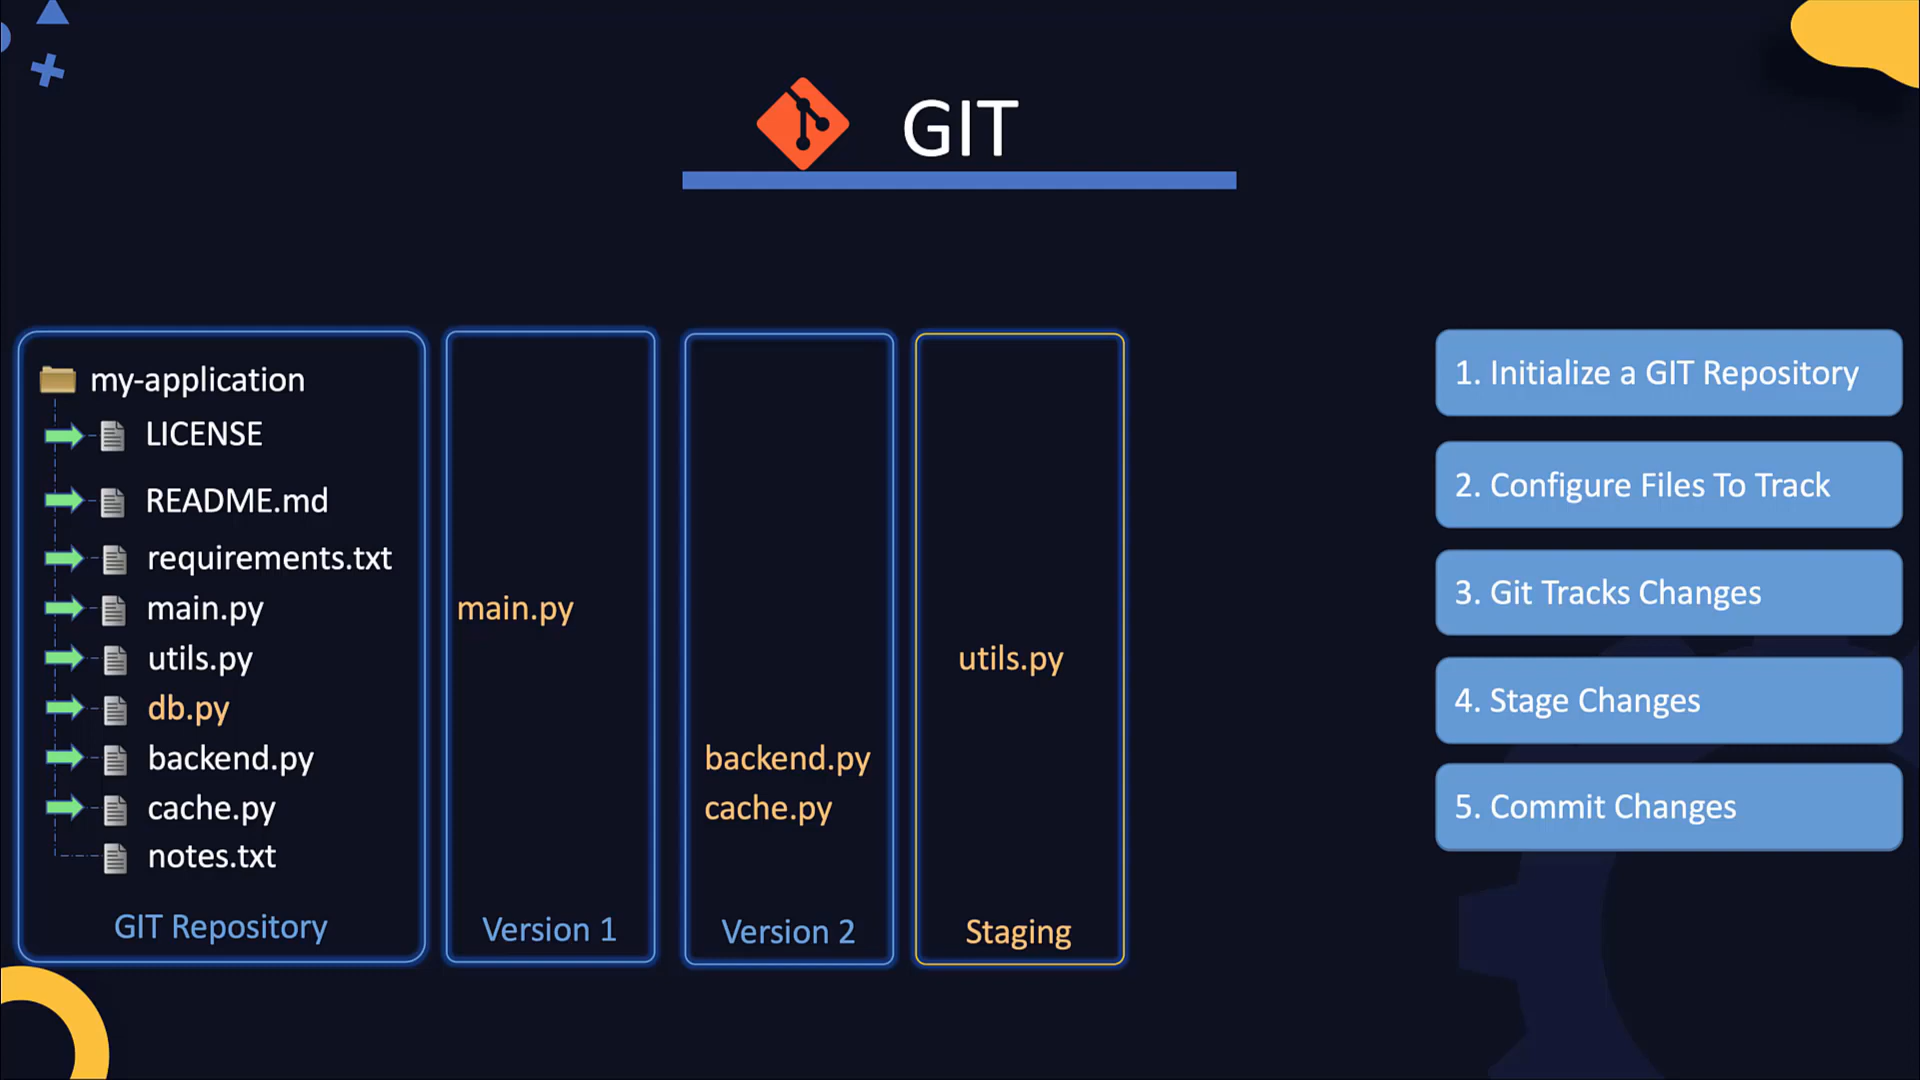 GIT
my-application
LICENSE
README.md
requirements.txt
main.py
utils.py
db.py
backend.py
cache.py
notes.txt
GIT Repository
main.py
Version 1
backend.py
cache.py
Version 2
utils.py
Staging
1. Initialize a GIT Repository
2. Configure Files To Track
3. Git Tracks Changes
4. Stage Changes
5. Commit Changes